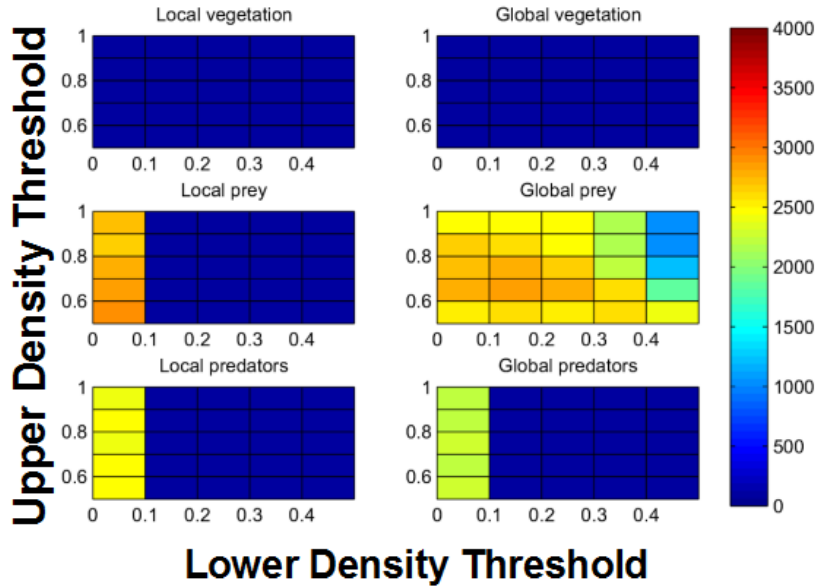 Local vegetation
Global vegetation
1
0.8
0.6
0 0.1 0.2 0.3 0.4
1
0.8
0.6
0 0.1 0.2 0.3 0.4
Local prey
Global prey
1
0.8
0.6
0 0.1 0.2 0.3 0.4
1
0.8
0.6
0 0.1 0.2 0.3 0.4
Local predators
Global predators
1
0.8
0.6
0 0.1 0.2 0.3 0.4
1
0.8
0.6
0 0.1 0.2 0.3 0.4
4000
3500
3000
2500
2000
1500
1000
500
0
Upper Density Threshold
Lower Density Threshold